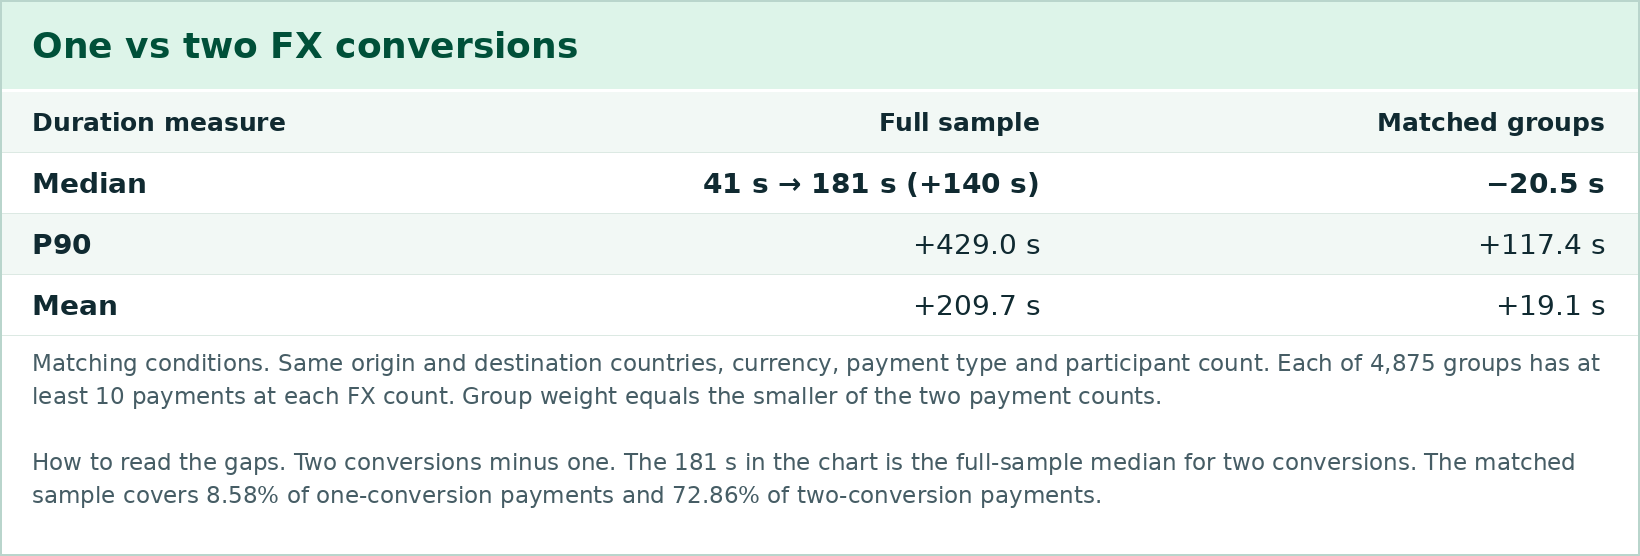 One vs two FX conversions
Duration measure Full sample Matched groups
Median 41 s → 181 s (+140 s) −20.5 s
P90 +429.0 s +117.4 s
Mean +209.7 s +19.1 s
Matching conditions. Same origin and destination countries, currency, payment type and participant count. Each of 4,875 groups has at
least 10 payments at each FX count. Group weight equals the smaller of the two payment counts.
How to read the gaps. Two conversions minus one. The 181 s in the chart is the full-sample median for two conversions. The matched
sample covers 8.58% of one-conversion payments and 72.86% of two-conversion payments.